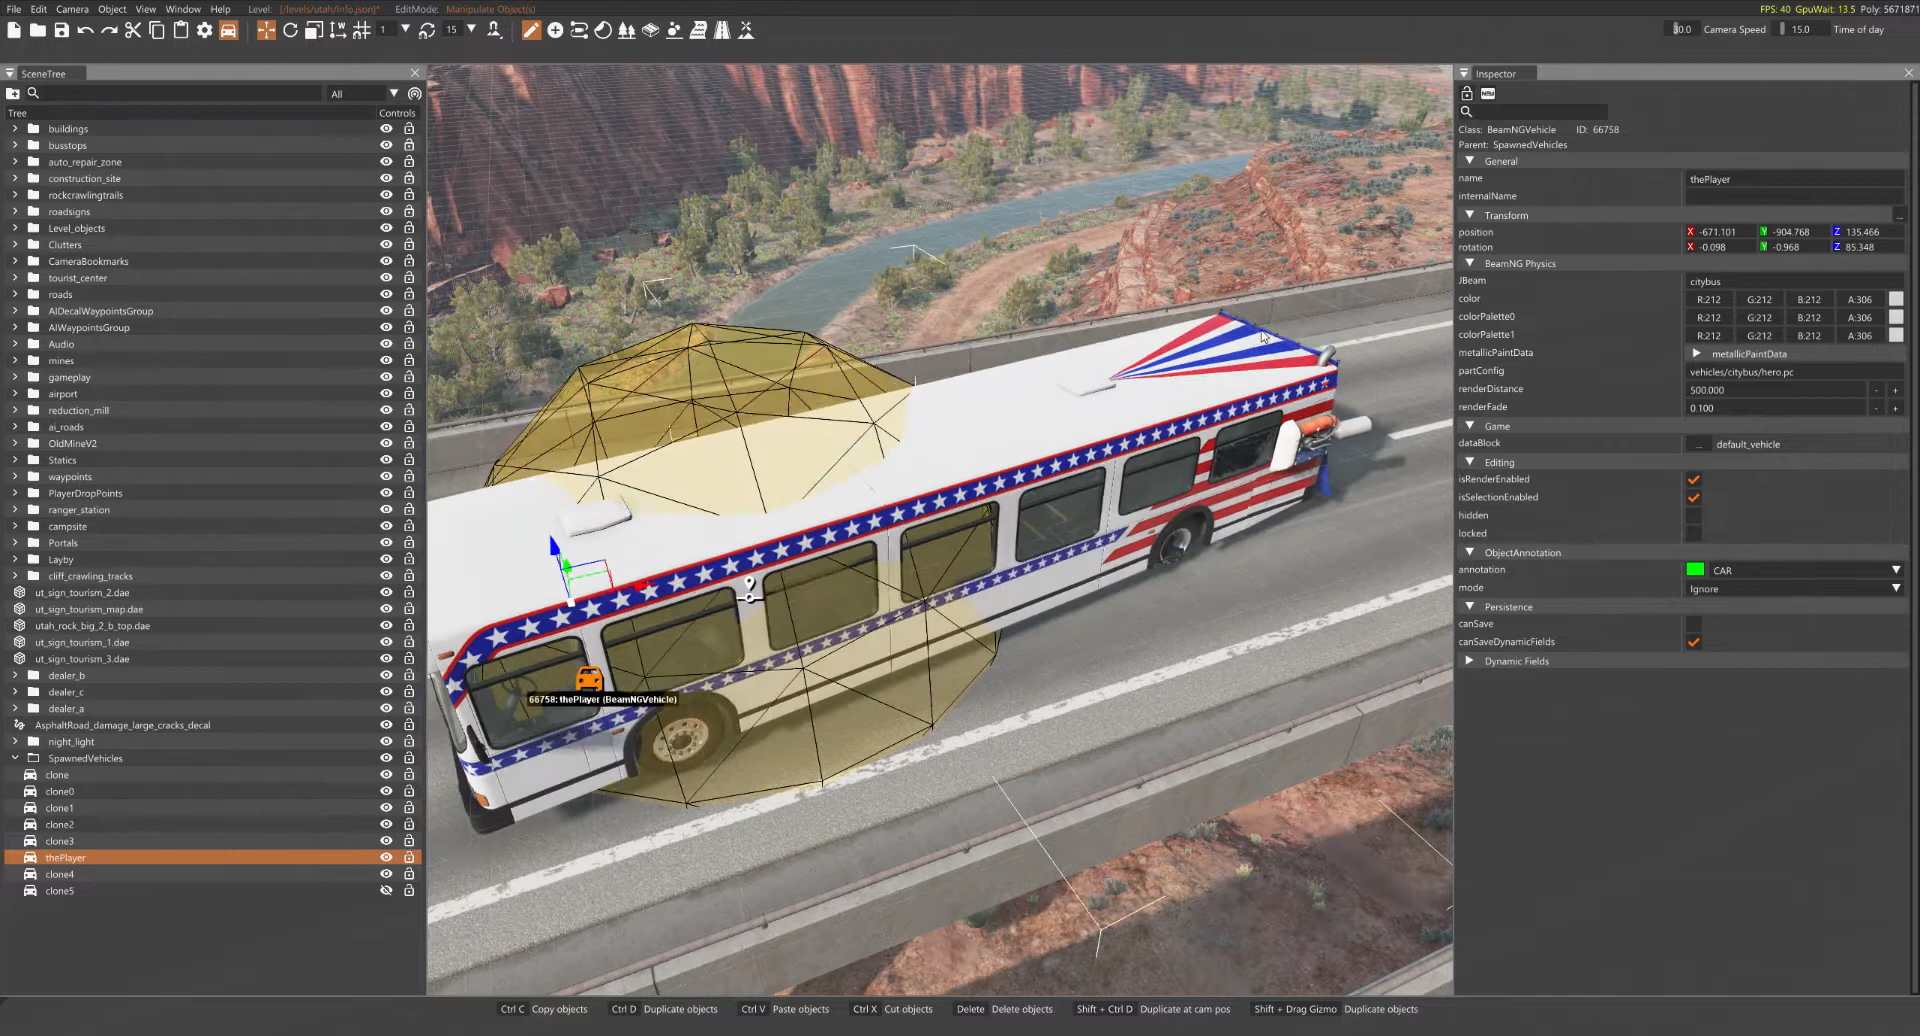 File Edit Camera Object View Window Help Level: [/levels/utah/info.json]* EditMode: Manipulate Object(s) FPS: 40 GpuWait: 13.5 Poly: 5671871
1 15 30.0 Camera Speed 15.0 Time of day
SceneTree
All
Tree Controls
buildings
busstops
auto_repair_zone
construction_site
rockcrawlingtrails
roadsigns
Level_objects
Clutters
CameraBookmarks
tourist_center
roads
AIDecalWaypointsGroup
AIWaypointsGroup
Audio
mines
gameplay
airport
reduction_mill
ai_roads
OldMineV2
Statics
waypoints
PlayerDropPoints
ranger_station
campsite
Portals
Layby
cliff_crawling_tracks
ut_sign_tourism_2.dae
ut_sign_tourism_map.dae
utah_rock_big_2_b_top.dae
ut_sign_tourism_1.dae
ut_sign_tourism_3.dae
dealer_b
dealer_c
dealer_a
AsphaltRoad_damage_large_cracks_decal
night_light
SpawnedVehicles
clone
clone0
clone1
clone2
clone3
thePlayer
clone4
clone5
66758: thePlayer (BeamNGVehicle)
Inspector
Class: BeamNGVehicle ID: 66758
Parent: SpawnedVehicles
General
name thePlayer
internalName
Transform ...
position X -671.101 Y -904.768 Z 135.466
rotation X -0.098 Y -0.968 Z 85.348
BeamNG Physics
JBeam citybus
color R:212 G:212 B:212 A:306
colorPalette0 R:212 G:212 B:212 A:306
colorPalette1 R:212 G:212 B:212 A:306
metallicPaintData metallicPaintData
partConfig vehicles/citybus/hero.pc
renderDistance 500.000 - +
renderFade 0.100 - +
Game
dataBlock ... default_vehicle
Editing
isRenderEnabled
isSelectionEnabled
hidden
locked
ObjectAnnotation
annotation CAR
mode Ignore
Persistence
canSave
canSaveDynamicFields
Dynamic Fields
Ctrl C Copy objects Ctrl D Duplicate objects Ctrl V Paste objects Ctrl X Cut objects Delete Delete objects Shift + Ctrl D Duplicate at cam pos Shift + Drag Gizmo Duplicate objects